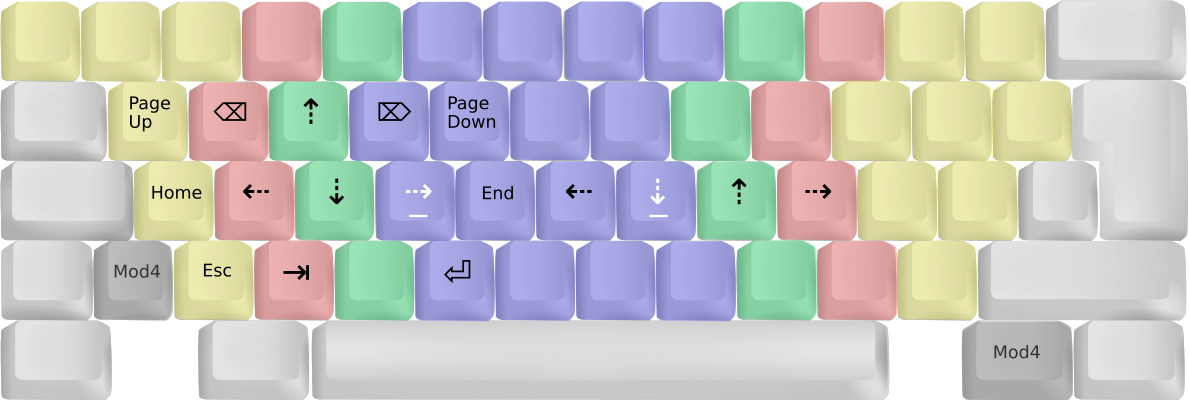 Page Up ⌫ ⇡ ⌦ Page Down
Home ⇠ ⇣ ⇢ End ⇠ ⇣ ⇡ ⇢
Mod4 Esc ⇥ ⏎
Mod4